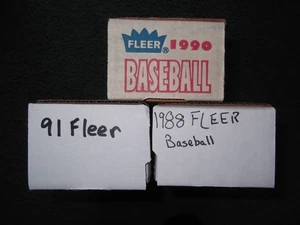 FLEER® 1990
BASEBALL
91 Fleer
1988 FLEER
Baseball